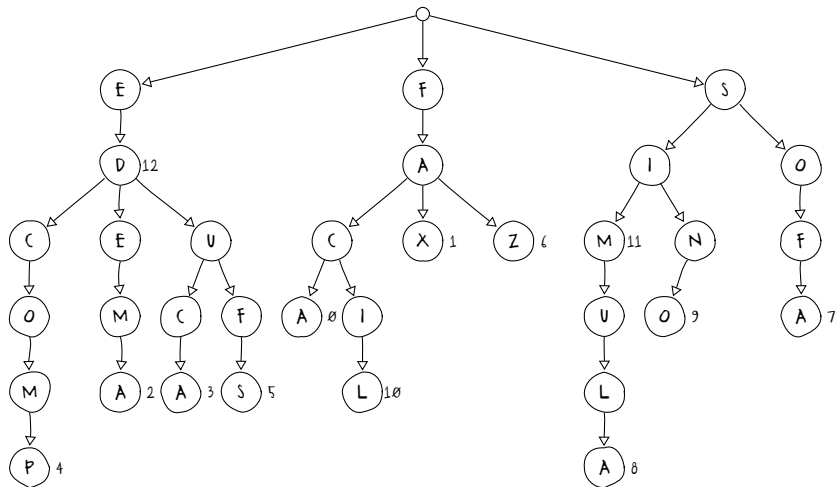 E F S
D 12 A I O
C E U C X 1 Z 6 M 11 N F
O M C F A 0 I U O 9 A 7
M A 2 A 3 S 5 L 10 L
P 4 A 8